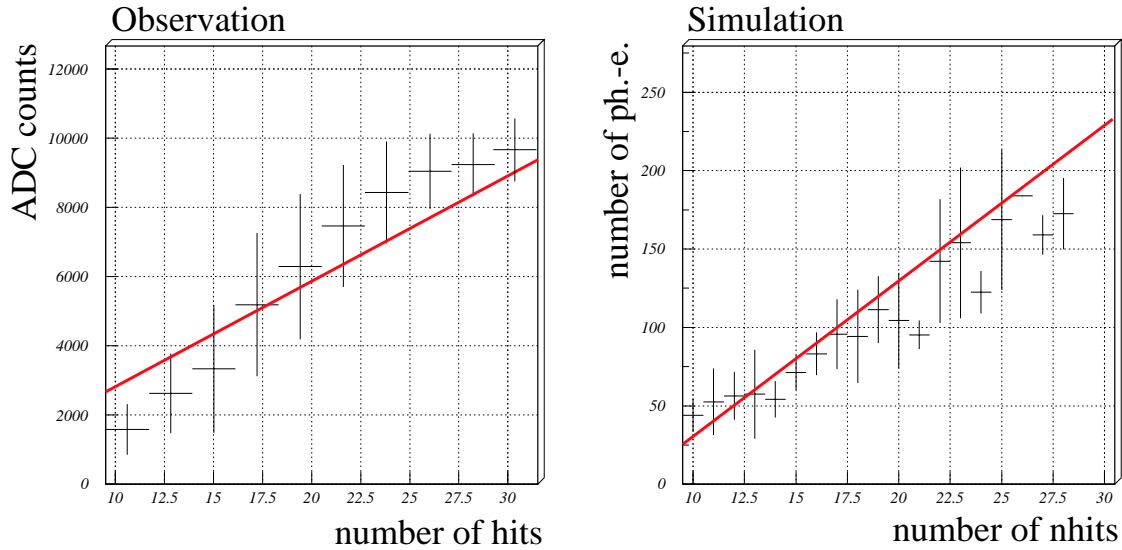 Observation
ADC counts
12000
10000
8000
6000
4000
2000
0
10 12.5 15 17.5 20 22.5 25 27.5 30
number of hits
Simulation
number of ph.-e.
250
200
150
100
50
0
10 12.5 15 17.5 20 22.5 25 27.5 30
number of nhits